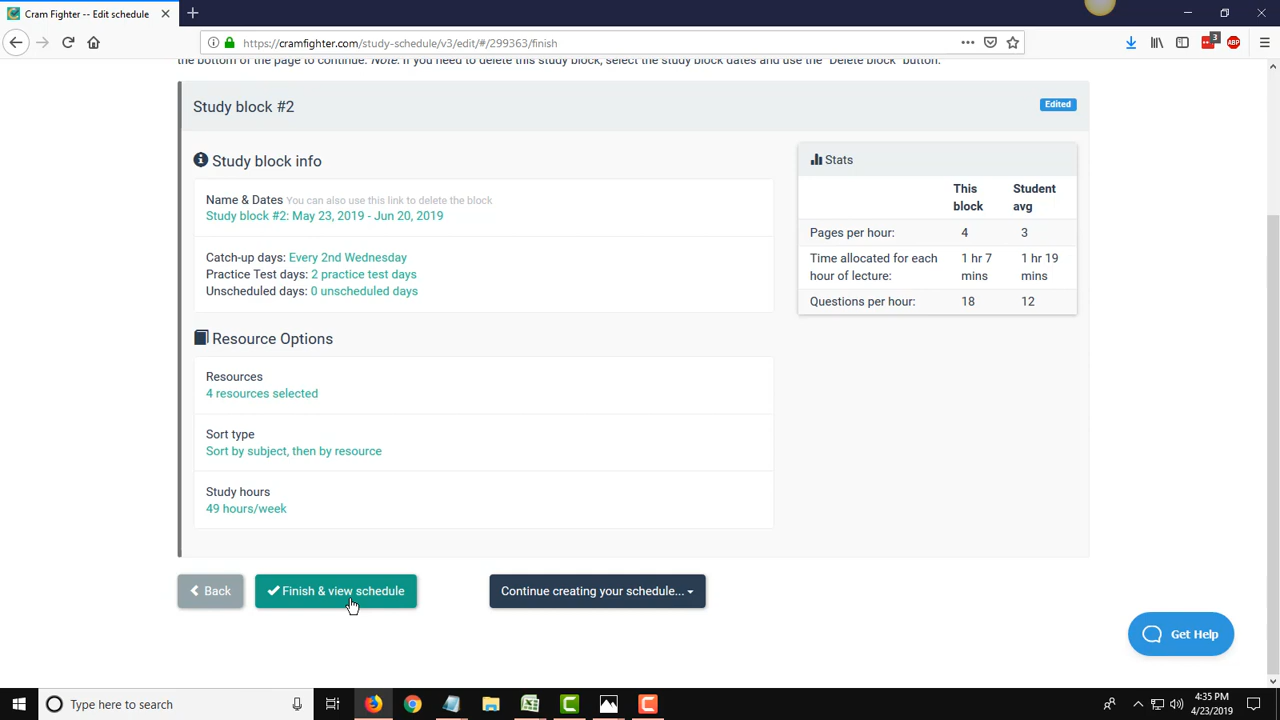 Cram Fighter -- Edit schedule
https://cramfighter.com/study-schedule/v3/edit/#/299363/finish
3
ABP
the bottom of the page to continue. Note: If you need to delete this study block, select the study block dates and use the "Delete block" button.
Study block #2
Edited
Study block info
Name & Dates You can also use this link to delete the block
Study block #2: May 23, 2019 - Jun 20, 2019
Catch-up days: Every 2nd Wednesday
Practice Test days: 2 practice test days
Unscheduled days: 0 unscheduled days
Stats
This block
Student avg
Pages per hour: 4 3
Time allocated for each hour of lecture: 1 hr 7 mins 1 hr 19 mins
Questions per hour: 18 12
Resource Options
Resources
4 resources selected
Sort type
Sort by subject, then by resource
Study hours
49 hours/week
Back
Finish & view schedule
Continue creating your schedule...
Get Help
Type here to search
4:35 PM
4/23/2019